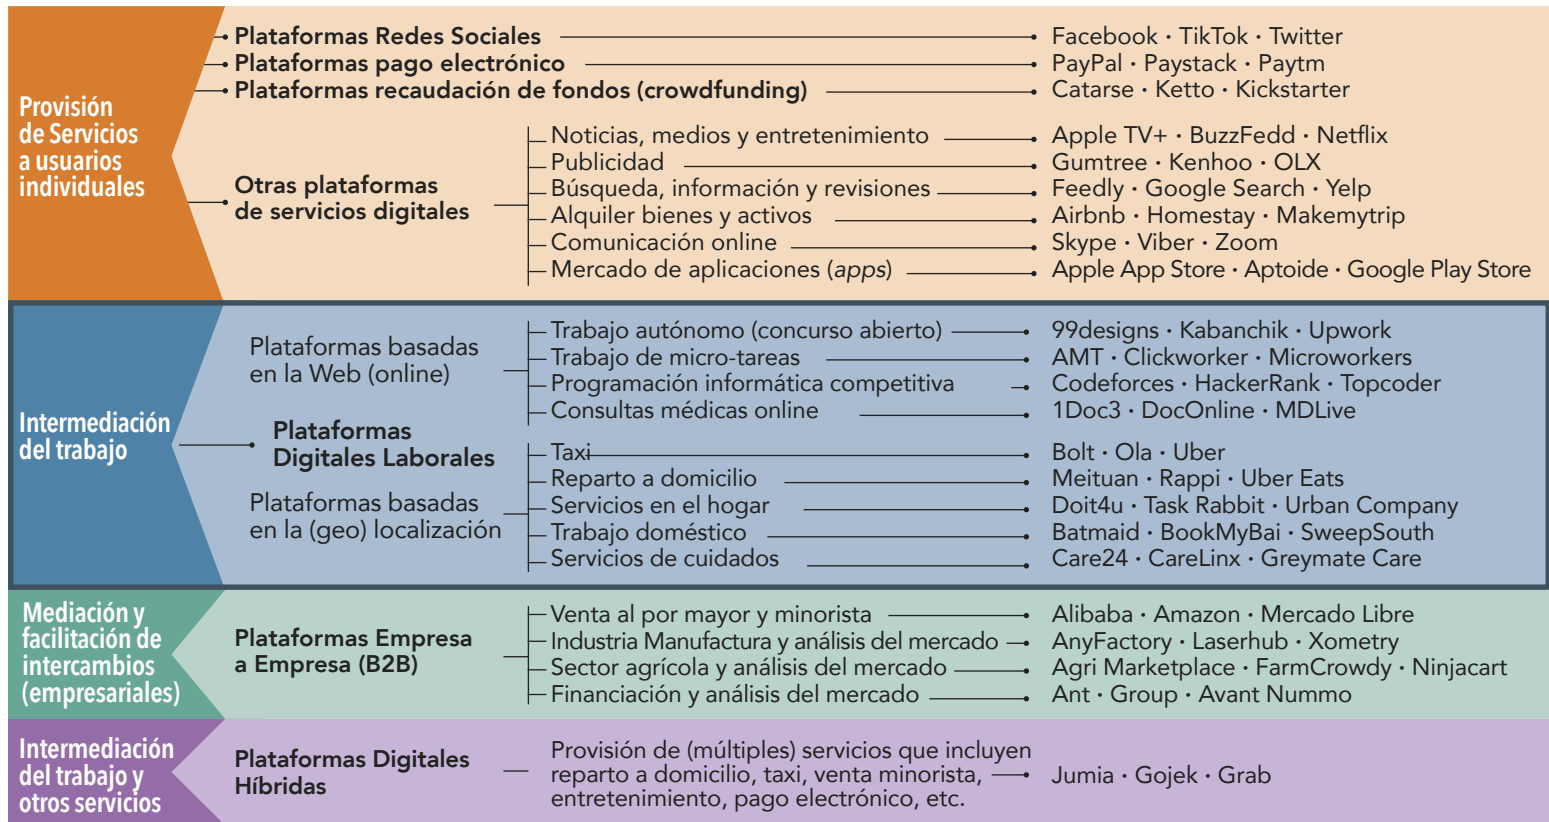 Provisión
de Servicios
a usuarios
individuales
Plataformas Redes Sociales
Facebook · TikTok · Twitter
Plataformas pago electrónico
PayPal · Paystack · Paytm
Plataformas recaudación de fondos (crowdfunding)
Catarse · Ketto · Kickstarter
Otras plataformas
de servicios digitales
Noticias, medios y entretenimiento
Apple TV+ · BuzzFedd · Netflix
Publicidad
Gumtree · Kenhoo · OLX
Búsqueda, información y revisiones
Feedly · Google Search · Yelp
Alquiler bienes y activos
Airbnb · Homestay · Makemytrip
Comunicación online
Skype · Viber · Zoom
Mercado de aplicaciones (apps)
Apple App Store · Aptoide · Google Play Store
Intermediación
del trabajo
Plataformas
Digitales Laborales
Plataformas basadas
en la Web (online)
Trabajo autónomo (concurso abierto)
99designs · Kabanchik · Upwork
Trabajo de micro-tareas
AMT · Clickworker · Microworkers
Programación informática competitiva
Codeforces · HackerRank · Topcoder
Consultas médicas online
1Doc3 · DocOnline · MDLive
Plataformas basadas
en la (geo) localización
Taxi
Bolt · Ola · Uber
Reparto a domicilio
Meituan · Rappi · Uber Eats
Servicios en el hogar
Doit4u · Task Rabbit · Urban Company
Trabajo doméstico
Batmaid · BookMyBai · SweepSouth
Servicios de cuidados
Care24 · CareLinx · Greymate Care
Mediación y
facilitación de
intercambios
(empresariales)
Plataformas Empresa
a Empresa (B2B)
Venta al por mayor y minorista
Alibaba · Amazon · Mercado Libre
Industria Manufactura y análisis del mercado
AnyFactory · Laserhub · Xometry
Sector agrícola y análisis del mercado
Agri Marketplace · FarmCrowdy · Ninjacart
Financiación y análisis del mercado
Ant · Group · Avant Nummo
Intermediación
del trabajo y
otros servicios
Plataformas Digitales
Híbridas
Provisión de (múltiples) servicios que incluyen
reparto a domicilio, taxi, venta minorista,
entretenimiento, pago electrónico, etc.
Jumia · Gojek · Grab